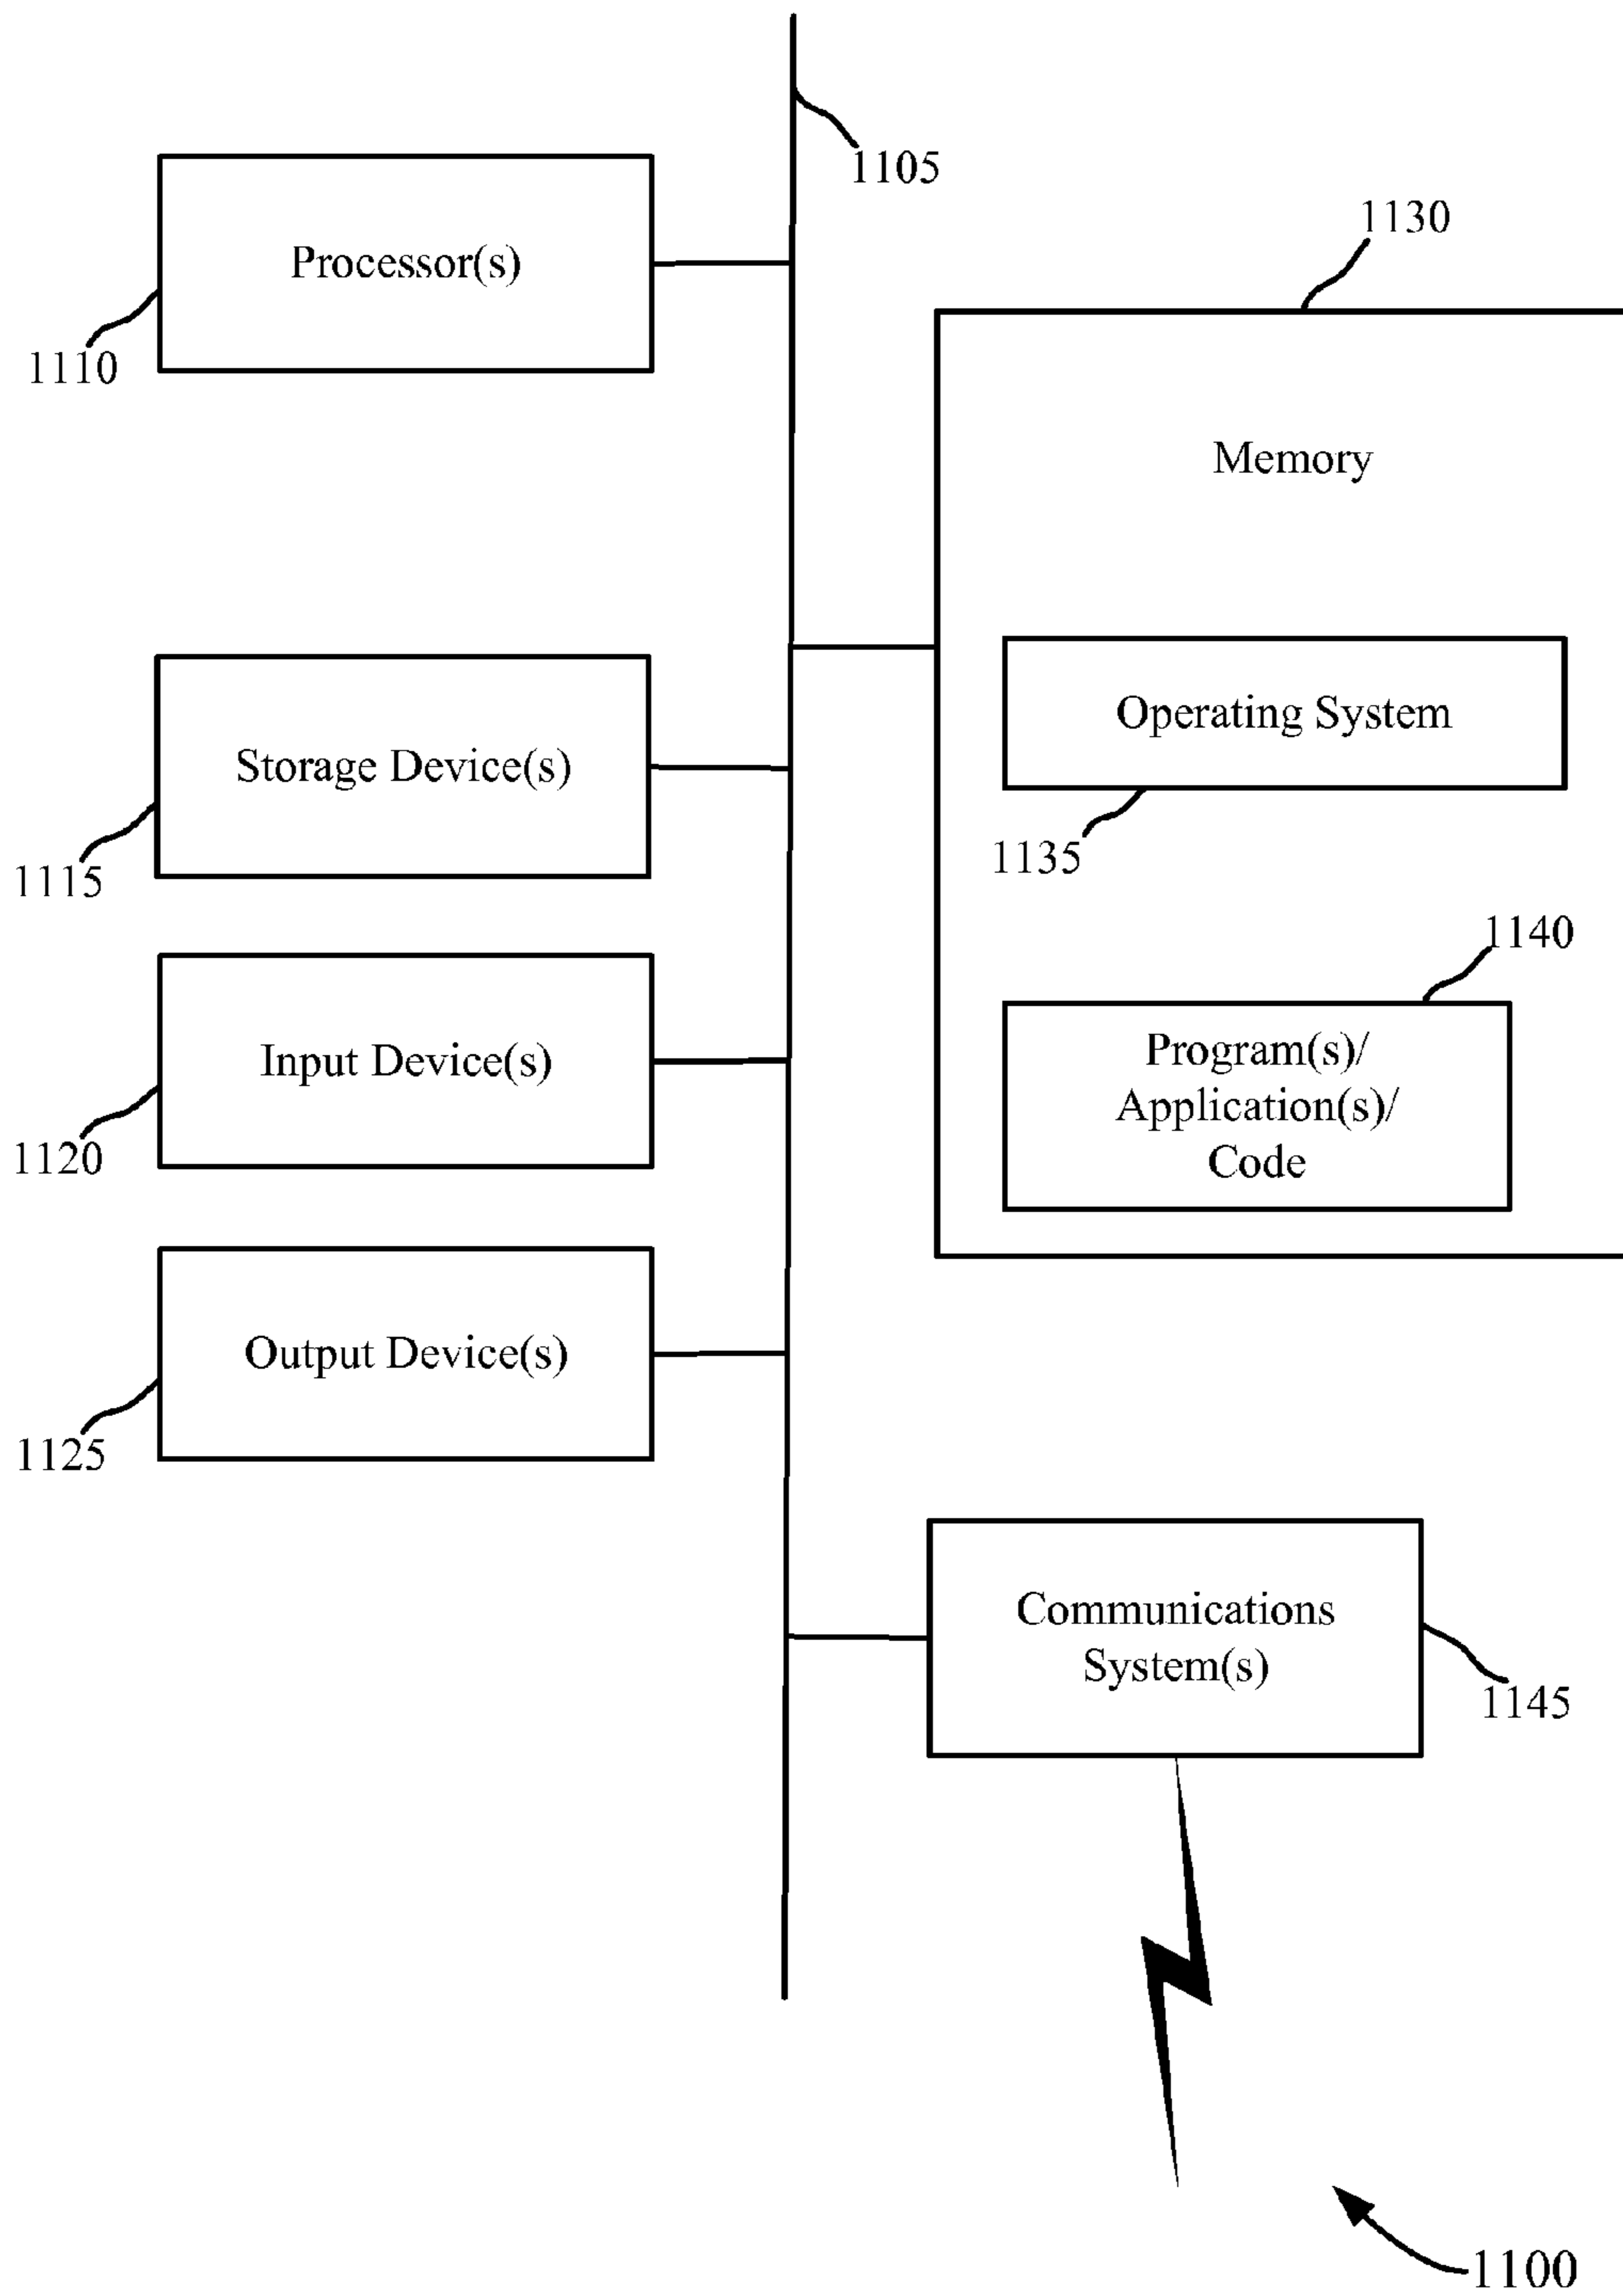 1105
1130
Processor(s)
1110
Memory
Operating System
Storage Device(s)
1135
1115
1140
Program(s)/
Application(s)/
Code
Input Device(s)
1120
Output Device(s)
1125
Communications
System(s)
1145
1100